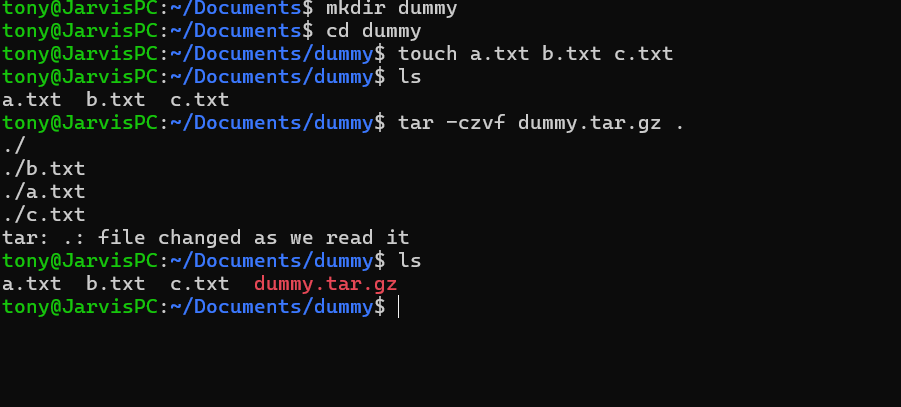 tony@JarvisPC:~/Documents$ mkdir dummy
tony@JarvisPC:~/Documents$ cd dummy
tony@JarvisPC:~/Documents/dummy$ touch a.txt b.txt c.txt
tony@JarvisPC:~/Documents/dummy$ ls
a.txt  b.txt  c.txt
tony@JarvisPC:~/Documents/dummy$ tar -czvf dummy.tar.gz .
./
./b.txt
./a.txt
./c.txt
tar: .: file changed as we read it
tony@JarvisPC:~/Documents/dummy$ ls
a.txt  b.txt  c.txt  dummy.tar.gz
tony@JarvisPC:~/Documents/dummy$